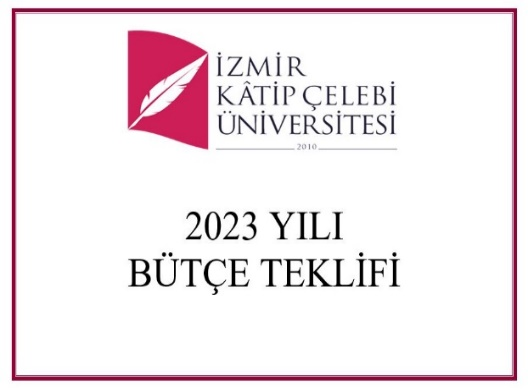 İZMİR
KÂTİP ÇELEBİ
ÜNİVERSİTESİ
2010
2023 YILI
BÜTÇE TEKLİFİ